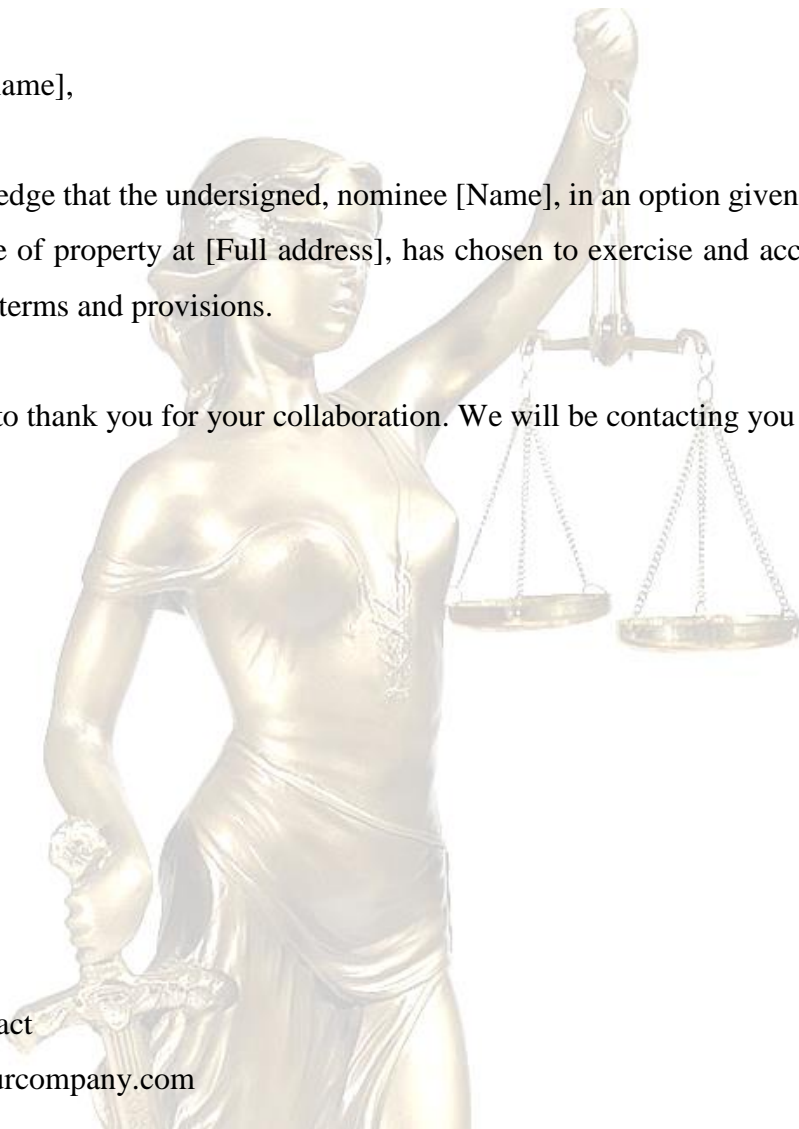 ame],
edge that the undersigned, nominee [Name], in an option given
e of property at [Full address], has chosen to exercise and acc
terms and provisions.
to thank you for your collaboration. We will be contacting you
act
urcompany.com